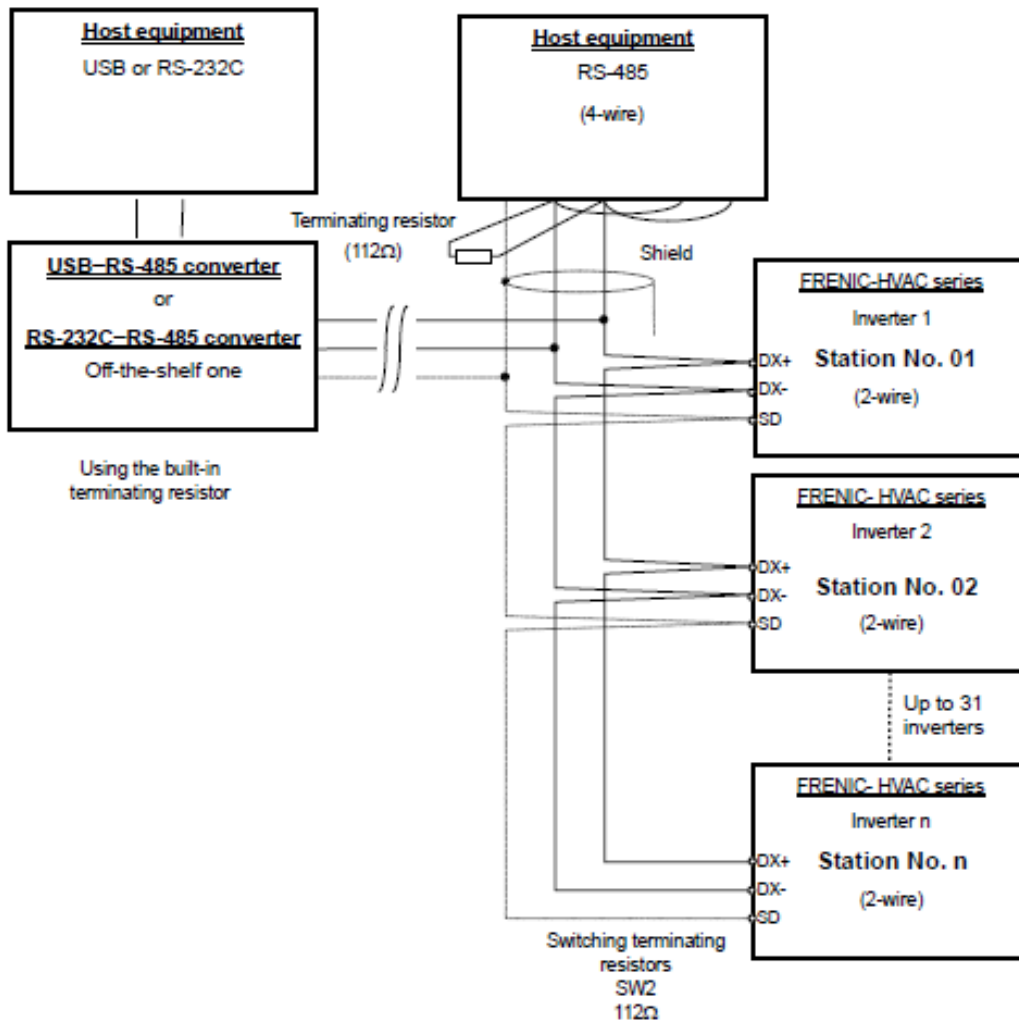 Host equipment
USB or RS-232C
Host equipment
RS-485
(4-wire)
Terminating resistor
(112Ω)
Shield
USB–RS-485 converter
or
RS-232C–RS-485 converter
Off-the-shelf one
Using the built-in
terminating resistor
FRENIC-HVAC series
Inverter 1
Station No. 01
(2-wire)
DX+
DX-
SD
FRENIC- HVAC series
Inverter 2
Station No. 02
(2-wire)
DX+
DX-
SD
Up to 31
inverters
FRENIC- HVAC series
Inverter n
Station No. n
(2-wire)
DX+
DX-
SD
Switching terminating
resistors
SW2
112Ω